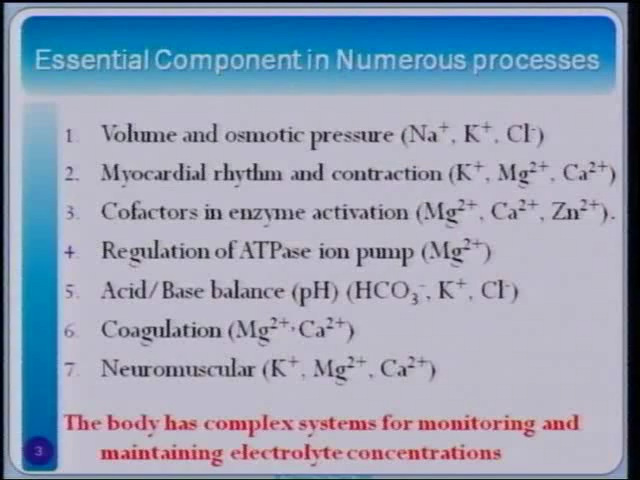 Essential Component in Numerous processes
1. Volume and osmotic pressure (Na⁺, K⁺, Cl⁻)
2. Myocardial rhythm and contraction (K⁺, Mg²⁺, Ca²⁺)
3. Cofactors in enzyme activation (Mg²⁺, Ca²⁺, Zn²⁺).
4 Regulation of ATPase ion pump (Mg²⁺)
5. Acid/Base balance (pH) (HCO₃⁻, K⁺, Cl⁻)
6. Coagulation (Mg²⁺, Ca²⁺)
7. Neuromuscular (K⁺, Mg²⁺, Ca²⁺)
The body has complex systems for monitoring and
maintaining electrolyte concentrations
3